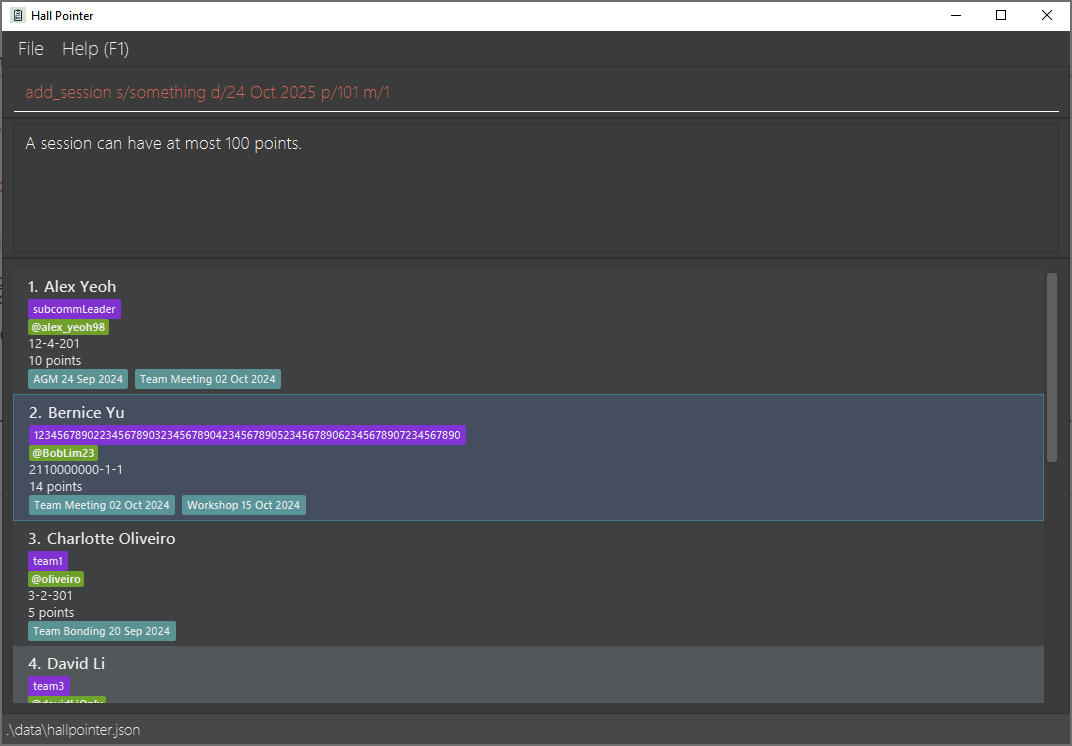 Hall Pointer
File Help (F1)
add_session s/something d/24 Oct 2025 p/101 m/1
A session can have at most 100 points.
1. Alex Yeoh
subcommLeader
@alex_yeoh98
12-4-201
10 points
AGM 24 Sep 2024 Team Meeting 02 Oct 2024
2. Bernice Yu
1234567890223456789032345678904234567890523456789062345678907234567890
@BobLim23
2110000000-1-1
14 points
Team Meeting 02 Oct 2024 Workshop 15 Oct 2024
3. Charlotte Oliveiro
team1
@oliveiro
3-2-301
5 points
Team Bonding 20 Sep 2024
4. David Li
team3
.\data\hallpointer.json